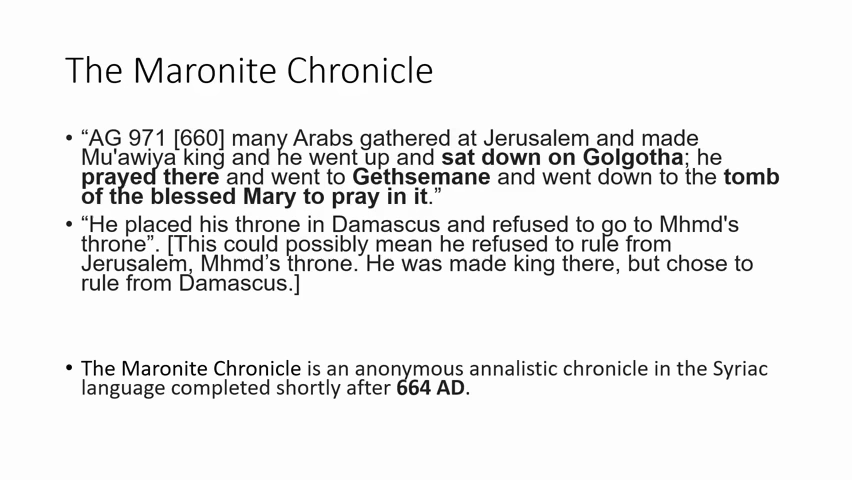 The Maronite Chronicle
• “AG 971 [660] many Arabs gathered at Jerusalem and made
Mu'awiya king and he went up and sat down on Golgotha; he
prayed there and went to Gethsemane and went down to the tomb
of the blessed Mary to pray in it.”
• “He placed his throne in Damascus and refused to go to Mhmd's
throne”. [This could possibly mean he refused to rule from
Jerusalem, Mhmd’s throne. He was made king there, but chose to
rule from Damascus.]
• The Maronite Chronicle is an anonymous annalistic chronicle in the Syriac
language completed shortly after 664 AD.